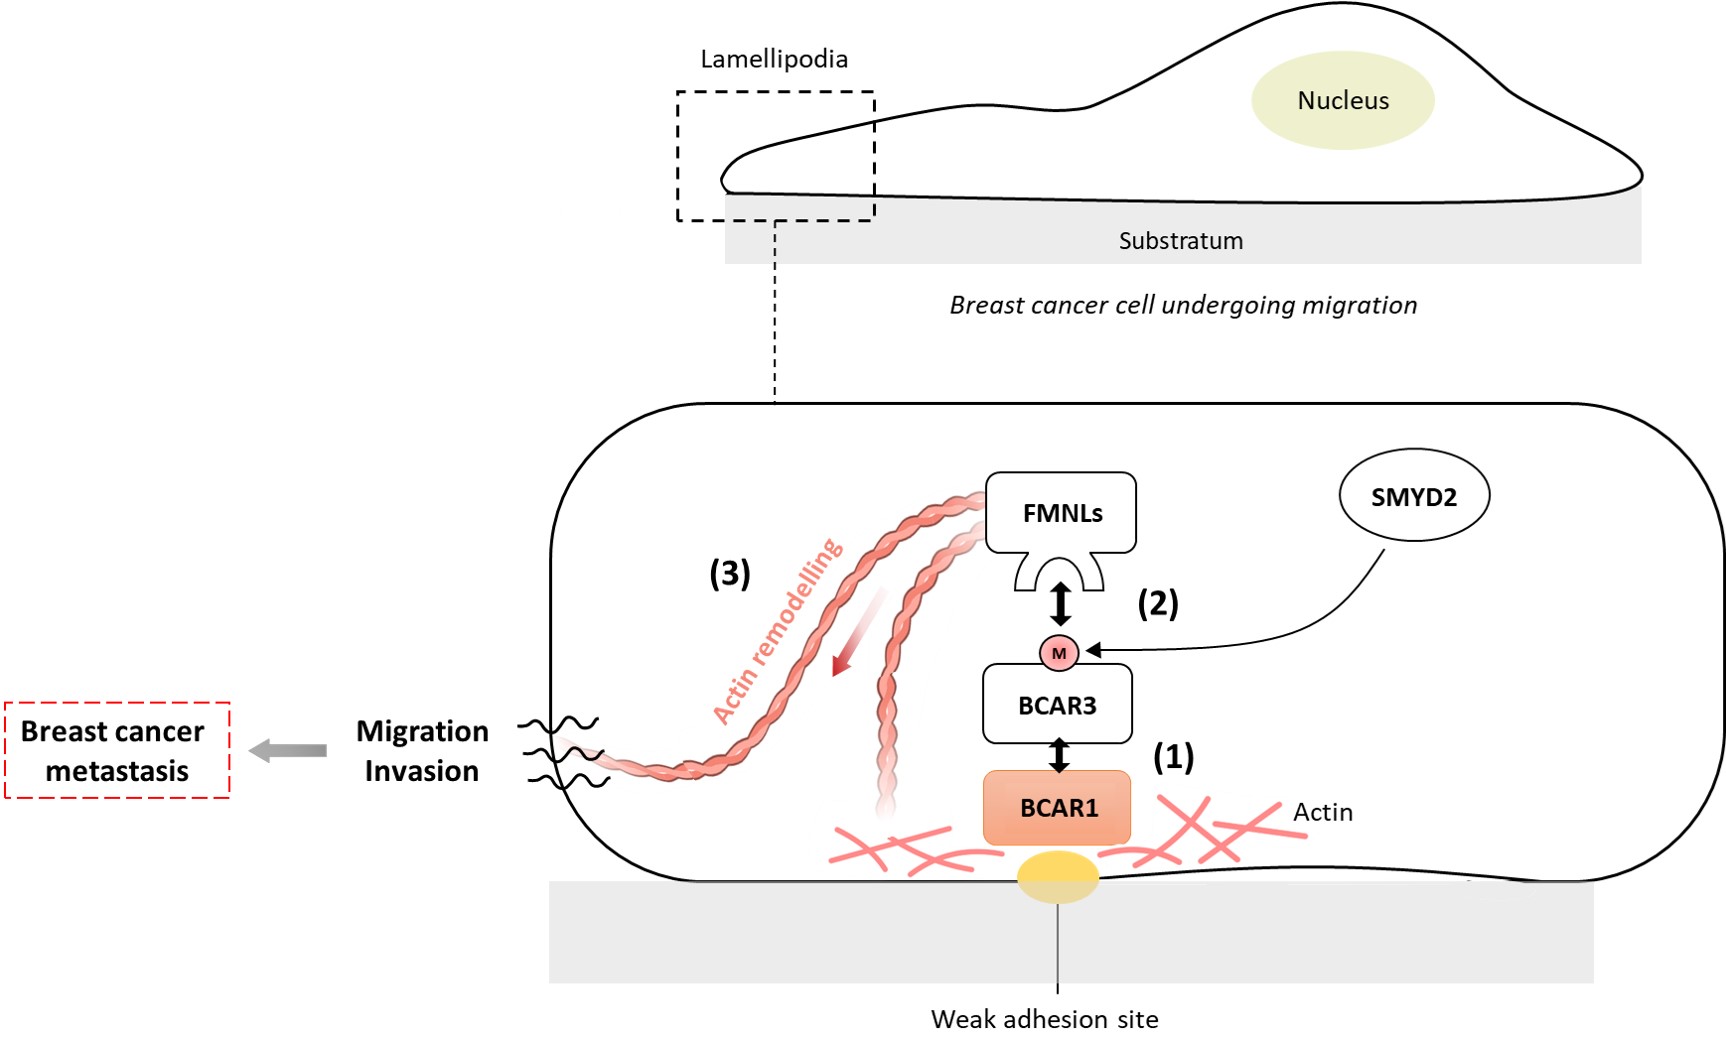 Lamellipodia
Nucleus
Substratum
Breast cancer cell undergoing migration
SMYD2
FMNLs
(3)
Actin remodelling
(2)
M
BCAR3
Breast cancer
metastasis
Migration
Invasion
(1)
BCAR1
Actin
Weak adhesion site